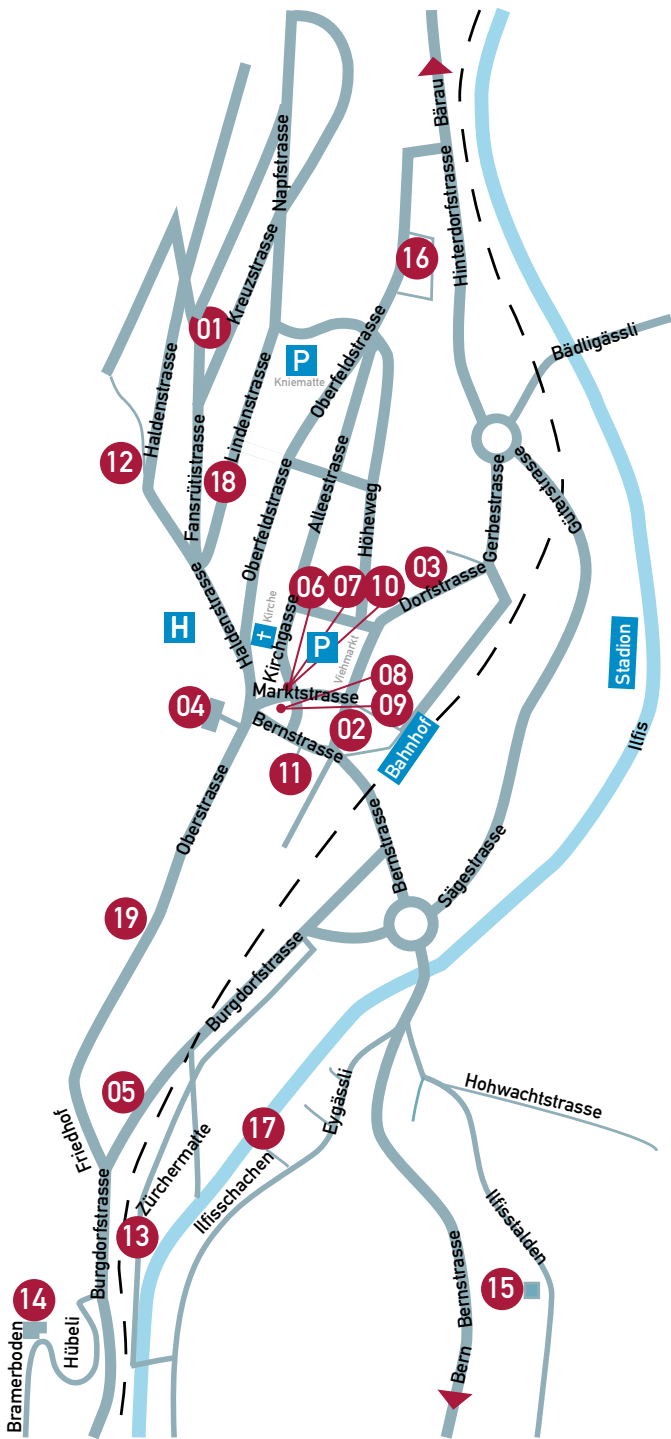 Bärau
Napfstrasse
Hinterdorfstrasse
16
Kreuzstrasse
01
Haldenstrasse
P
Kniematte
Oberfeldstrasse
Bädligässli
Lindenstrasse
12
Fansrütistrasse
18
Oberfeldstrasse
Alleestrasse
Höheweg
Gerbestrasse
Güterstrasse
Haldenstrasse
H
Kirche
Kirchgasse
06
07
10
03
Dorfstrasse
P
Viehmarkt
Stadion
Ilfis
08
Marktstrasse
09
04
Bernstrasse
02
Bahnhof
11
Oberstrasse
Bernstrasse
Sägestrasse
19
Burgdorfstrasse
05
Friedhof
Hohwachtstrasse
Eygässli
17
Zürchermatte
Ilfisschachen
13
Burgdorfstrasse
Ilfisstalden
Bernstrasse
15
14
Hübeli
Bramerboden
Bern